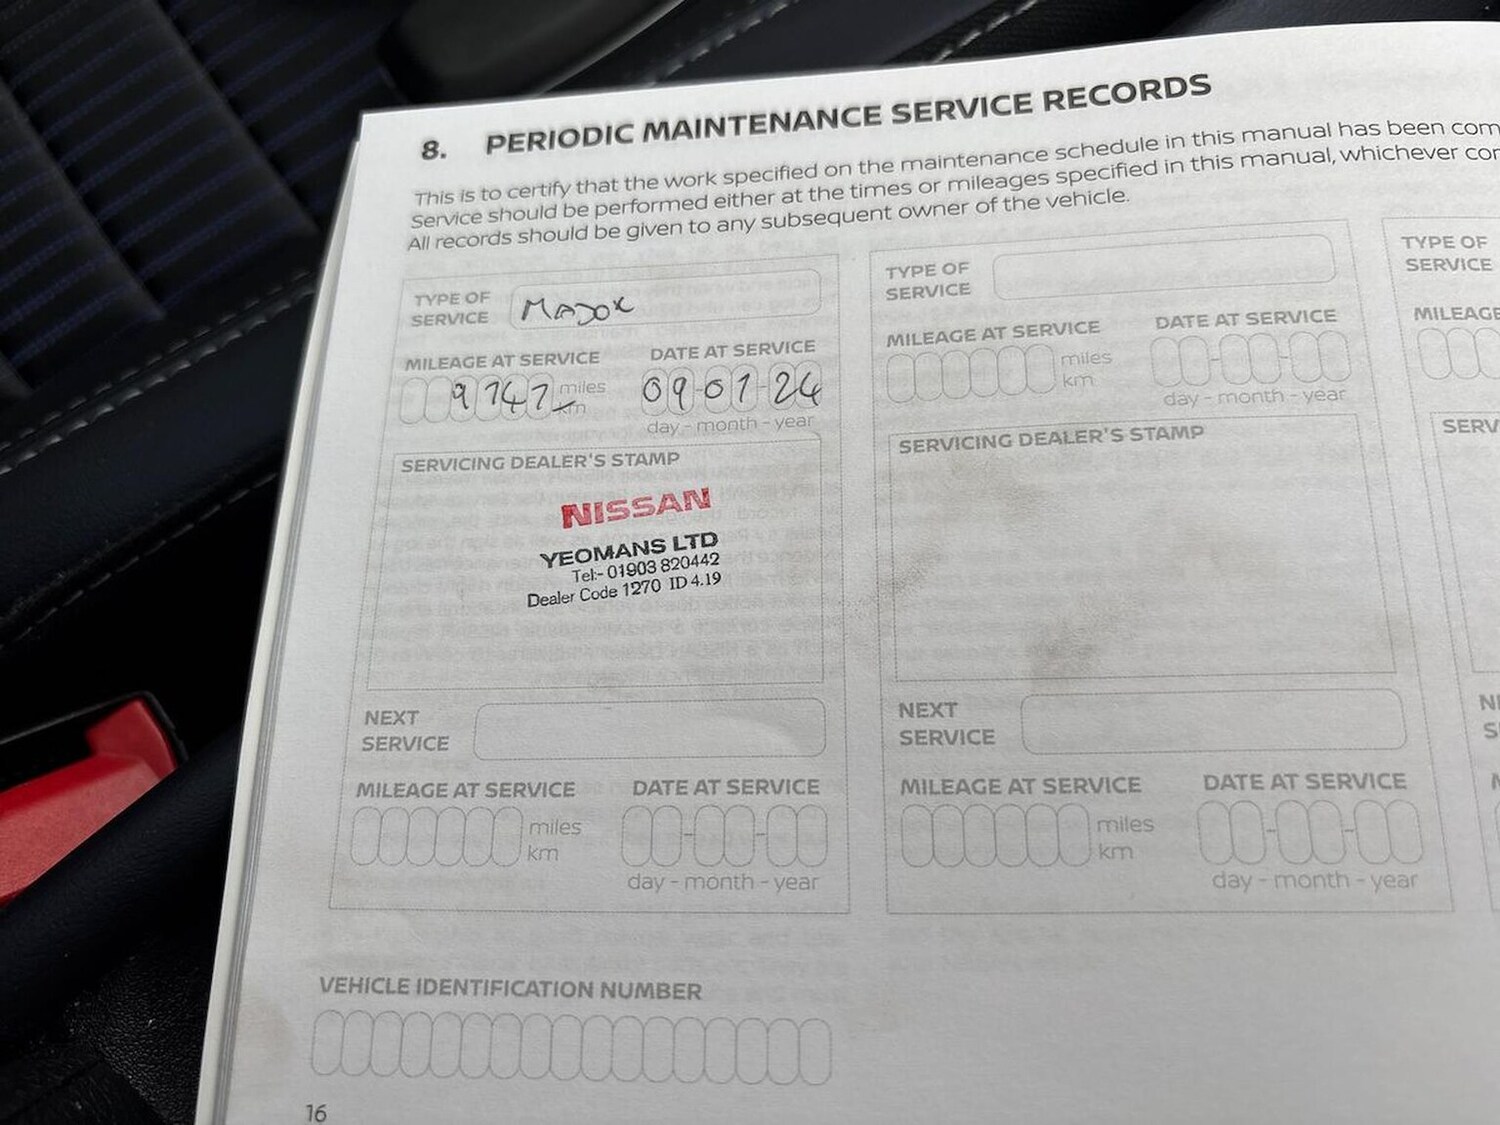 8. PERIODIC MAINTENANCE SERVICE RECORDS
This is to certify that the work specified on the maintenance schedule in this manual has been com
Service should be performed either at the times or mileages specified in this manual, whichever cor
All records should be given to any subsequent owner of the vehicle.
TYPE OF
SERVICE
MAJOR
MILEAGE AT SERVICE
9747 miles
km
DATE AT SERVICE
09-01-24
day - month - year
SERVICING DEALER'S STAMP
NISSAN
YEOMANS LTD
Tel:- 01903 820442
Dealer Code 1270 ID 4.19
NEXT
SERVICE
MILEAGE AT SERVICE
miles
km
DATE AT SERVICE
day - month - year
TYPE OF
SERVICE
MILEAGE AT SERVICE
miles
km
DATE AT SERVICE
day - month - year
SERVICING DEALER'S STAMP
NEXT
SERVICE
MILEAGE AT SERVICE
miles
km
DATE AT SERVICE
day - month - year
TYPE OF
SERVICE
MILEAGE
SERV
NE
S
M
VEHICLE IDENTIFICATION NUMBER
16